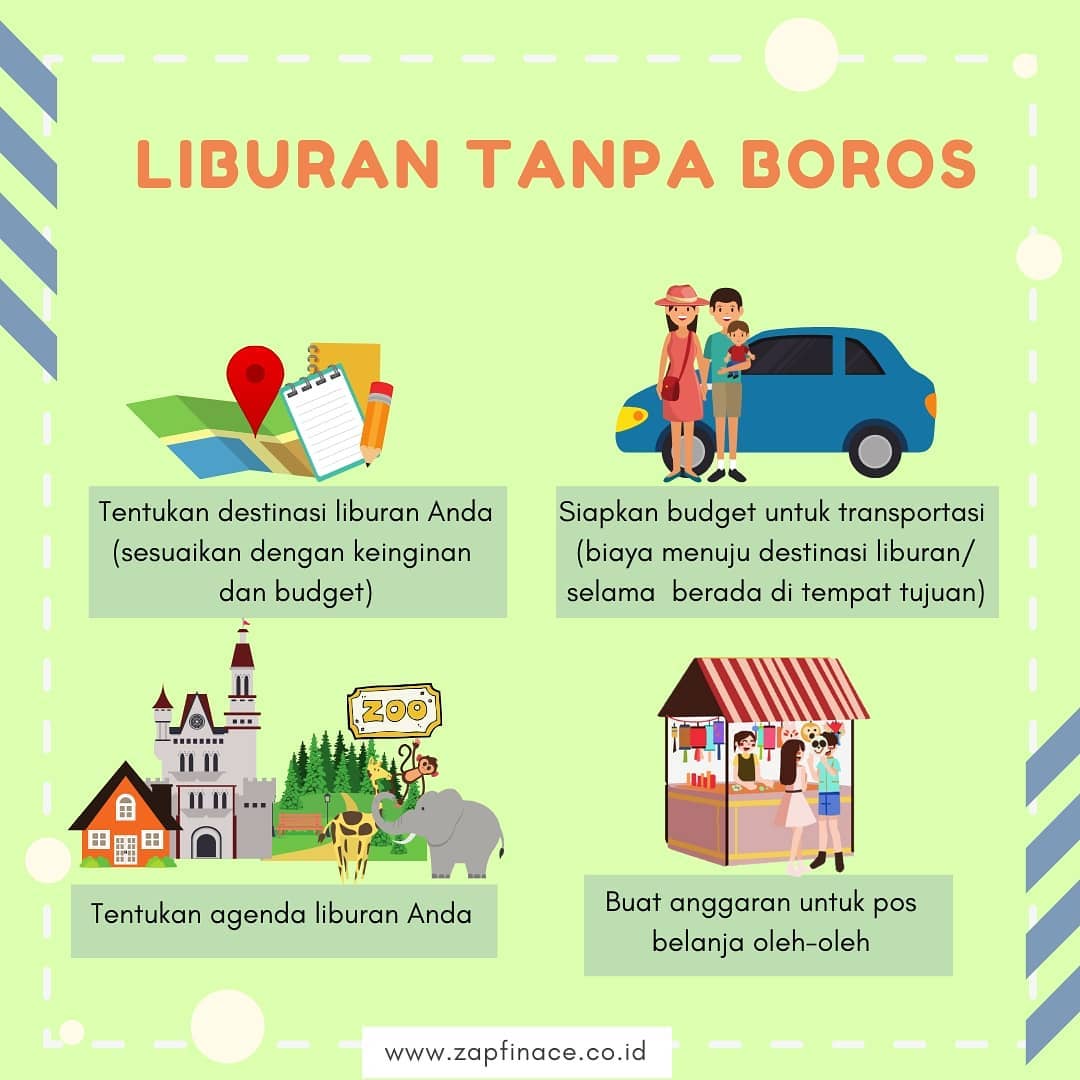 LIBURAN TANPA BOROS
Tentukan destinasi liburan Anda
(sesuaikan dengan keinginan
dan budget)
Siapkan budget untuk transportasi
(biaya menuju destinasi liburan/
selama berada di tempat tujuan)
ZOO
Tentukan agenda liburan Anda
Buat anggaran untuk pos
belanja oleh-oleh
www.zapfinace.co.id